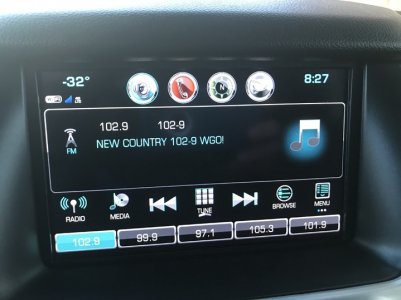 -32°
N
8:27
102.9 102-9
FM NEW COUNTRY 102-9 WGO!
RADIO MEDIA TUNE BROWSE MENU
102.9 99.9 97.1 105.3 101.9